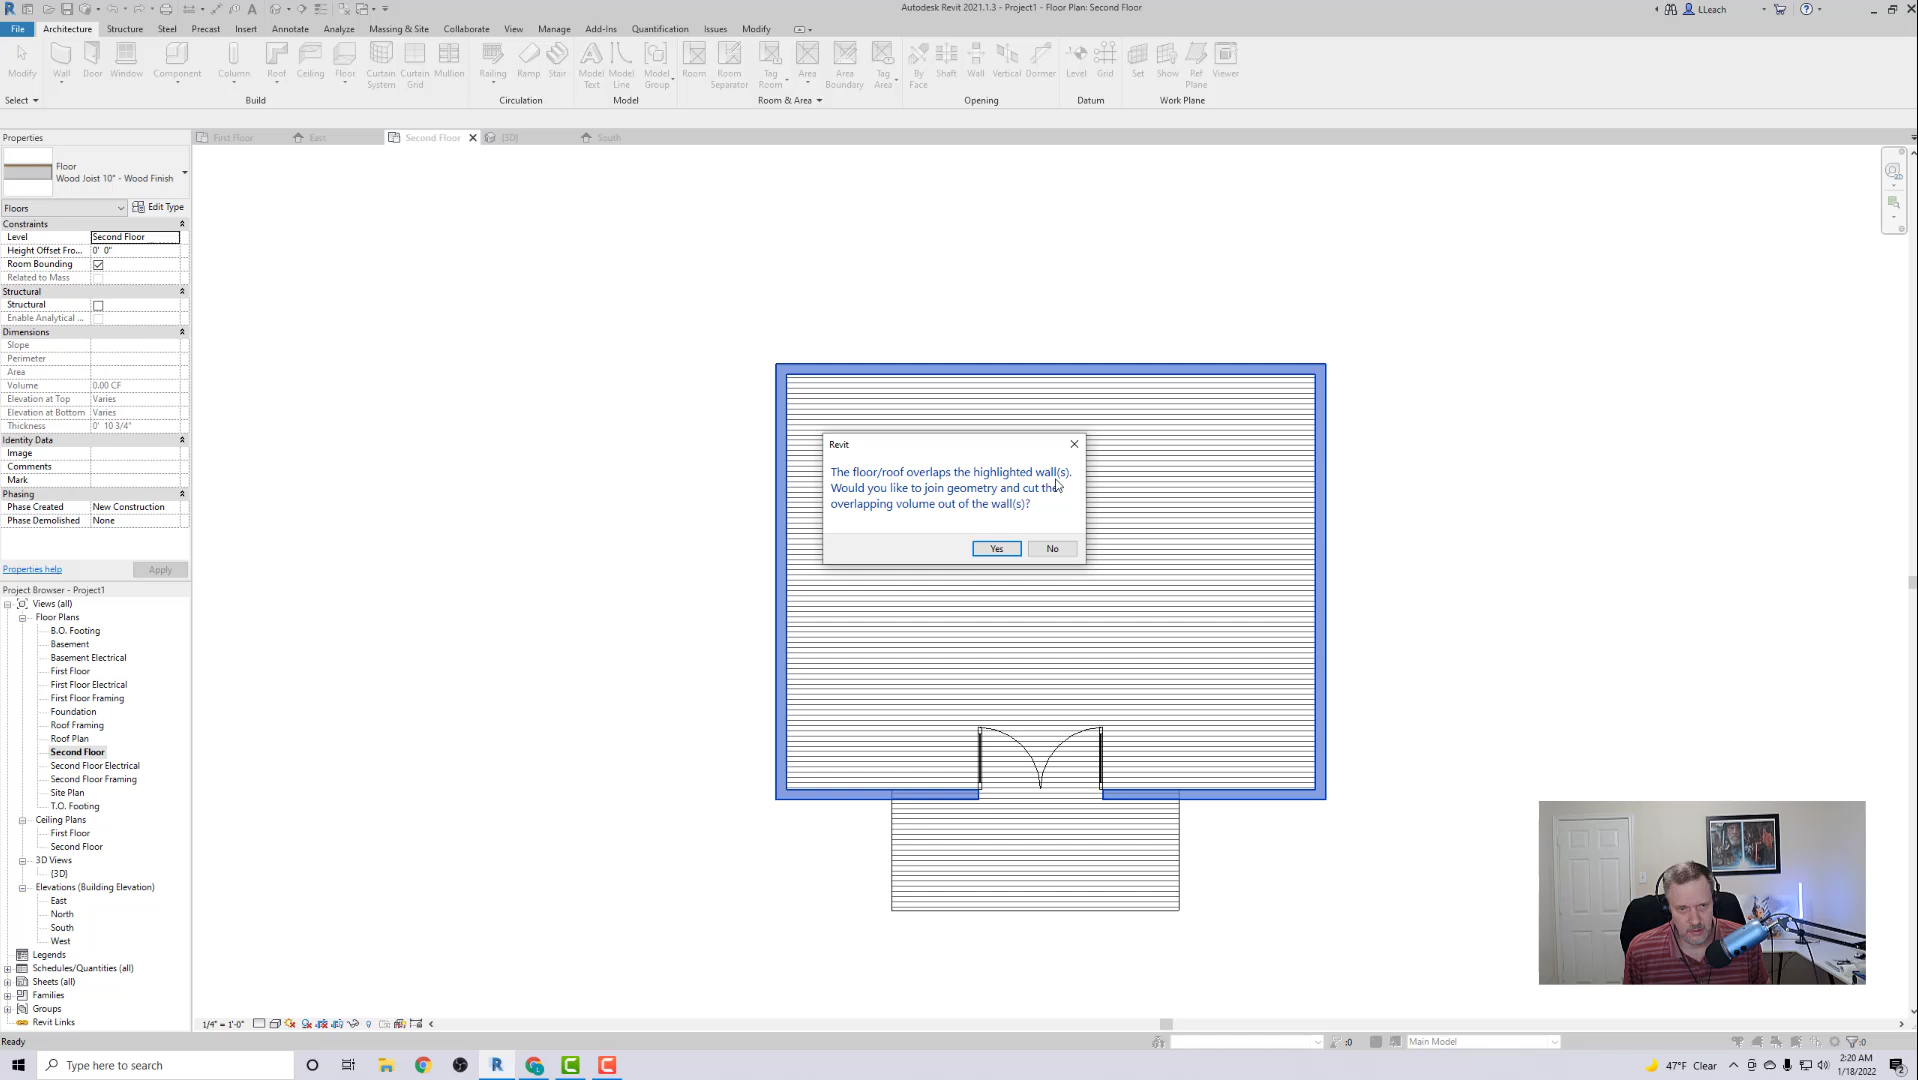 Autodesk Revit 2021.1.3 - Project1 - Floor Plan: Second Floor
LLeach
File Architecture Structure Steel Precast Insert Annotate Analyze Massing & Site Collaborate View Manage Add-Ins Quantification Issues Modify
Modify Wall Door Window Component Column Roof Ceiling Floor Curtain System Curtain Grid Mullion Railing Ramp Stair Model Text Model Line Model Group Room Room Separator Tag Room Area Area Boundary Tag Area By Face Shaft Wall Vertical Dormer Level Grid Set Show Ref Plane Viewer
Select Build Circulation Model Room & Area Opening Datum Work Plane
Properties
First Floor East Second Floor {3D} South
Floor
Wood Joist 10" - Wood Finish
Floors Edit Type
Constraints
Level Second Floor
Height Offset Fro... 0' 0"
Room Bounding
Related to Mass
Structural
Structural
Enable Analytical ...
Dimensions
Slope
Perimeter
Area
Volume 0.00 CF
Elevation at Top Varies
Elevation at Bottom Varies
Thickness 0' 10 3/4"
Identity Data
Image
Comments
Mark
Phasing
Phase Created New Construction
Phase Demolished None
Properties help Apply
Revit
The floor/roof overlaps the highlighted wall(s).
Would you like to join geometry and cut the
overlapping volume out of the wall(s)?
Yes No
Project Browser - Project1
Views (all)
Floor Plans
B.O. Footing
Basement
Basement Electrical
First Floor
First Floor Electrical
First Floor Framing
Foundation
Roof Framing
Roof Plan
Second Floor
Second Floor Electrical
Second Floor Framing
Site Plan
T.O. Footing
Ceiling Plans
First Floor
Second Floor
3D Views
{3D}
Elevations (Building Elevation)
East
North
South
West
Legends
Schedules/Quantities (all)
Sheets (all)
Families
Groups
Revit Links
1/4" = 1'-0"
Ready
:0 Main Model :0
Type here to search
47°F Clear
2:20 AM
1/18/2022
2